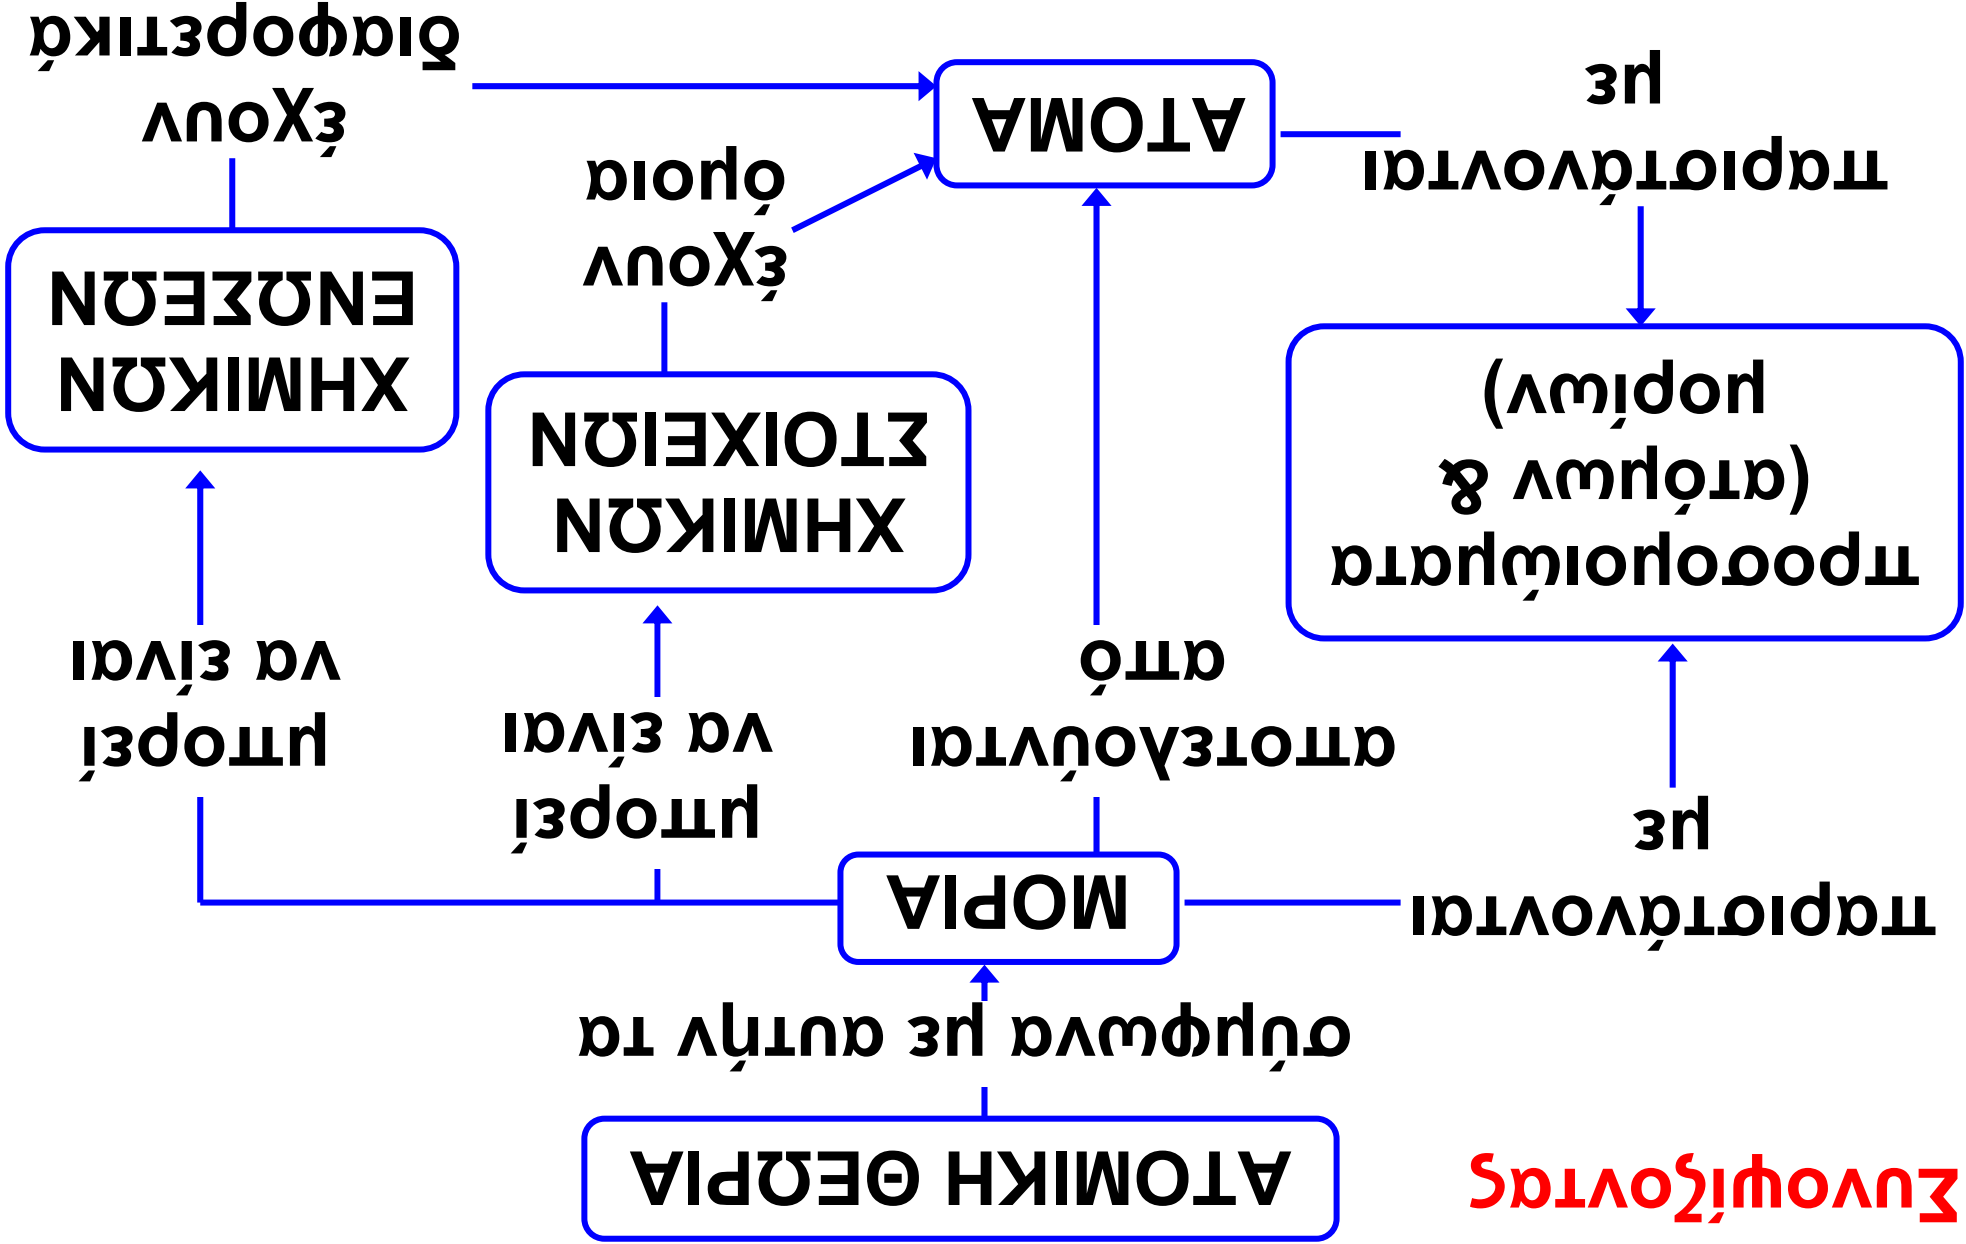 Συνοψίζοντας
ΑΤΟΜΙΚΗ ΘΕΩΡΙΑ
σύμφωνα με αυτήν τα
ΜΟΡΙΑ
παριστάνονται
με
προσομοιώματα
(ατόμων &
μορίων)
αποτελούνται
από
μπορεί
να είναι
ΧΗΜΙΚΩΝ
ΣΤΟΙΧΕΙΩΝ
έχουν
όμοια
μπορεί
να είναι
ΧΗΜΙΚΩΝ
ΕΝΩΣΕΩΝ
έχουν
διαφορετικά
ΑΤΟΜΑ
παριστάνονται
με